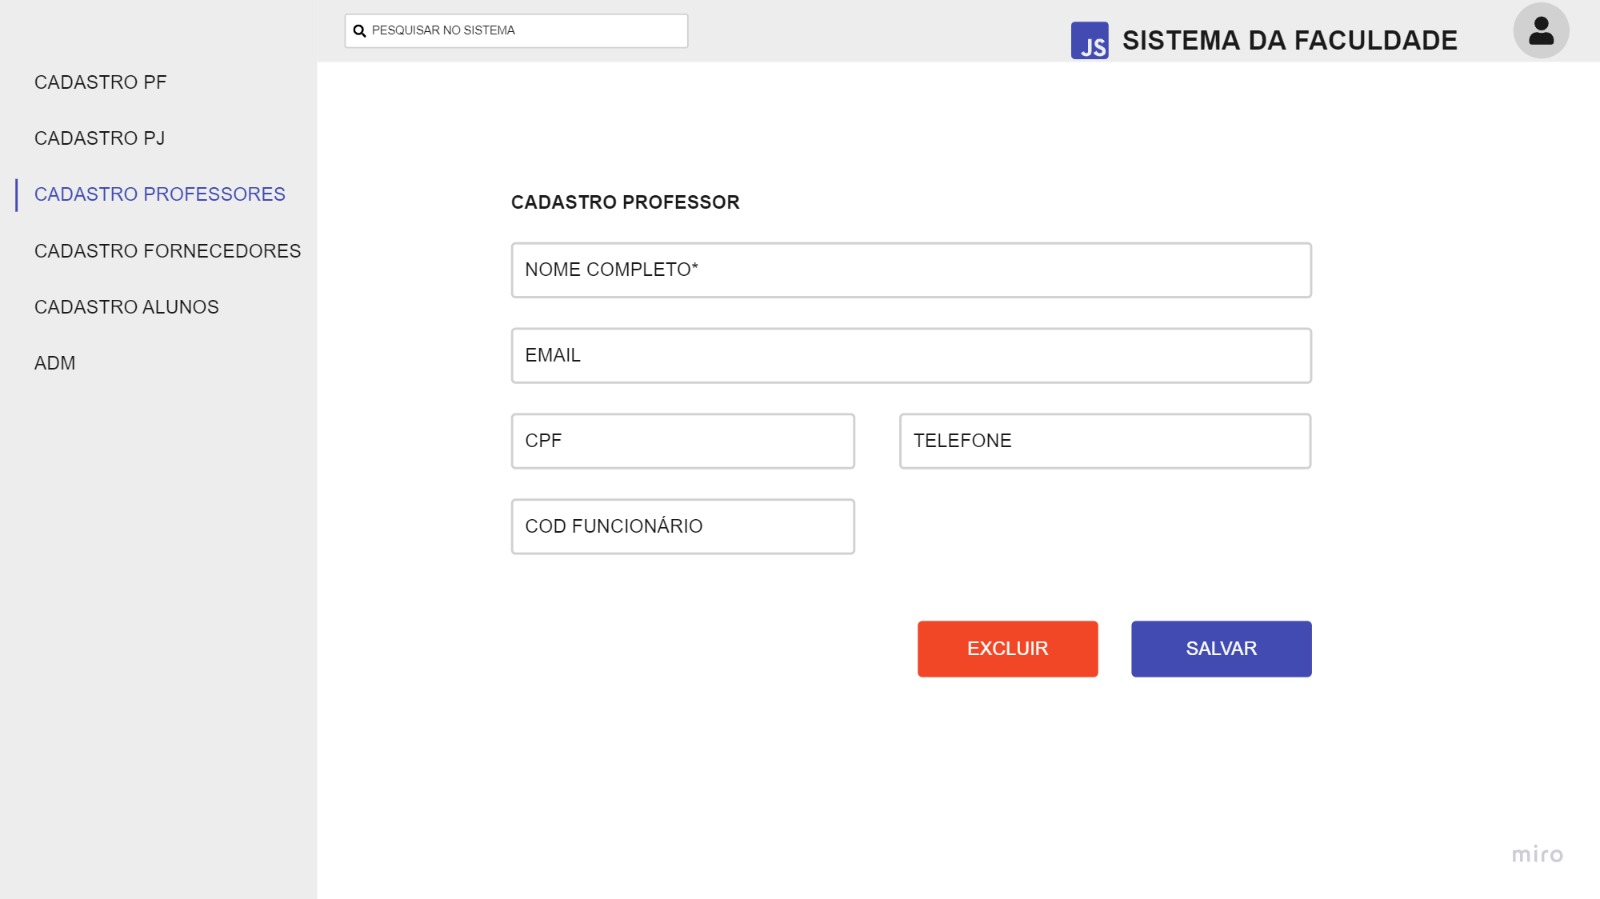 PESQUISAR NO SISTEMA
JS SISTEMA DA FACULDADE
CADASTRO PF
CADASTRO PJ
CADASTRO PROFESSORES
CADASTRO FORNECEDORES
CADASTRO ALUNOS
ADM
CADASTRO PROFESSOR
NOME COMPLETO*
EMAIL
CPF
TELEFONE
COD FUNCIONÁRIO
EXCLUIR
SALVAR
miro